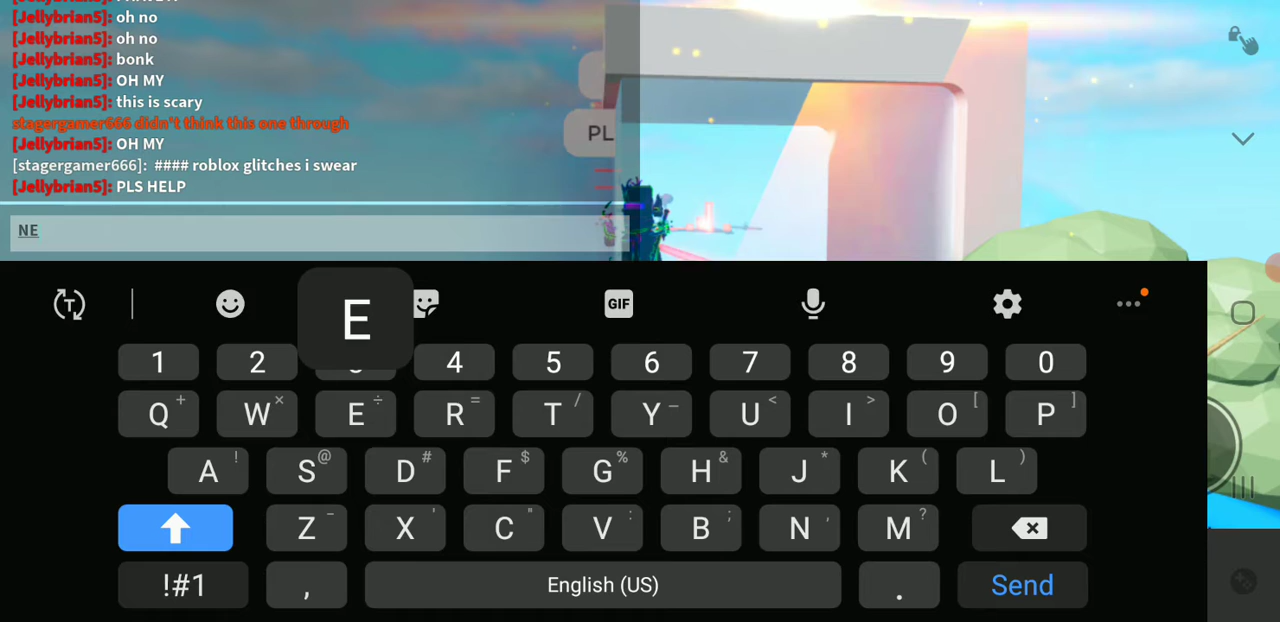 [Jellybrian5]: oh no
[Jellybrian5]: oh no
[Jellybrian5]: bonk
[Jellybrian5]: OH MY
[Jellybrian5]: this is scary
stagergamer666 didn't think this one through
[Jellybrian5]: OH MY
[stagergamer666]: #### roblox glitches i swear
[Jellybrian5]: PLS HELP
PL
NE
T
E
GIF
1 2 4 5 6 7 8 9 0
Q + W × E ÷ R = T / Y _ U < I > O [ P ]
A ! S @ D # F $ G % H & J * K ( L )
Z - X ' C " V : B ; N , M ?
!#1 , English (US) . Send